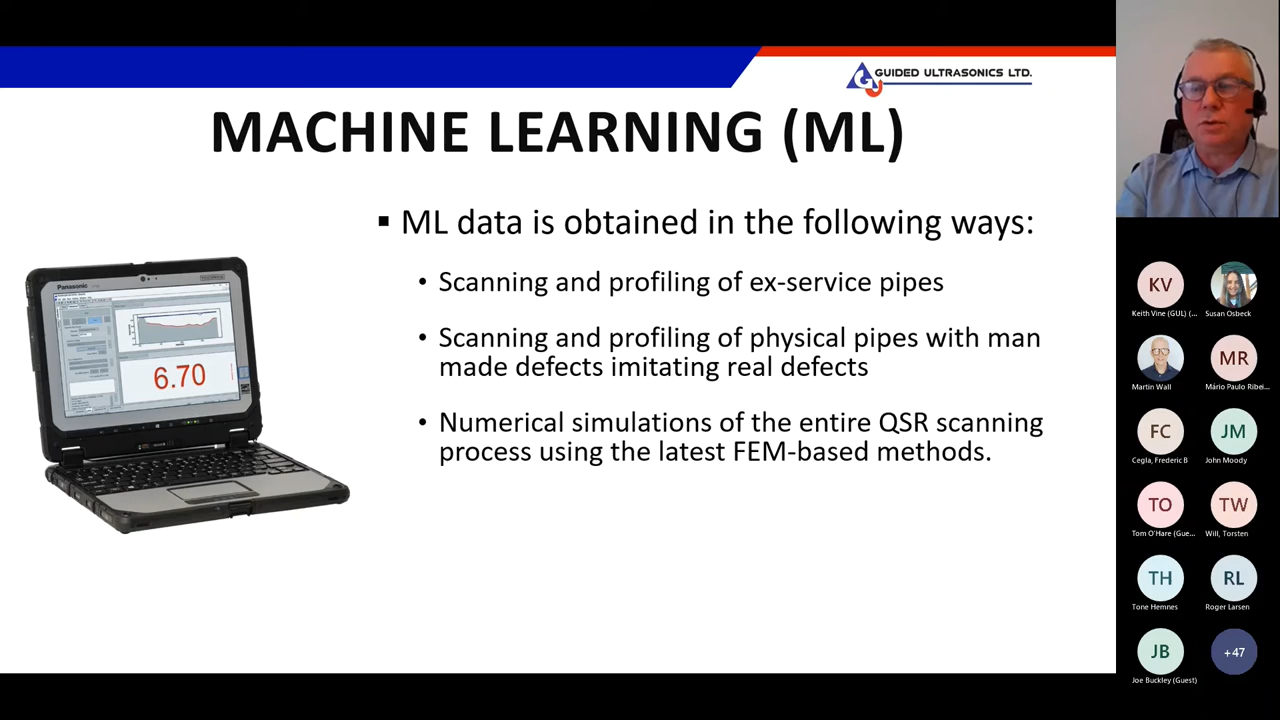 GUIDED ULTRASONICS LTD.
MACHINE LEARNING (ML)
▪ ML data is obtained in the following ways:
• Scanning and profiling of ex-service pipes
• Scanning and profiling of physical pipes with man
made defects imitating real defects
• Numerical simulations of the entire QSR scanning
process using the latest FEM-based methods.
Panasonic
6.70
KV
Keith Vine (GUL) (...
Susan Osbeck
Martin Wall
MR
Mário Paulo Ribei...
FC
Cegla, Frederic B
JM
John Moody
TO
Tom O'Hare (Gue...
TW
Will, Torsten
TH
Tone Hemnes
RL
Roger Larsen
JB
Joe Buckley (Guest)
+47